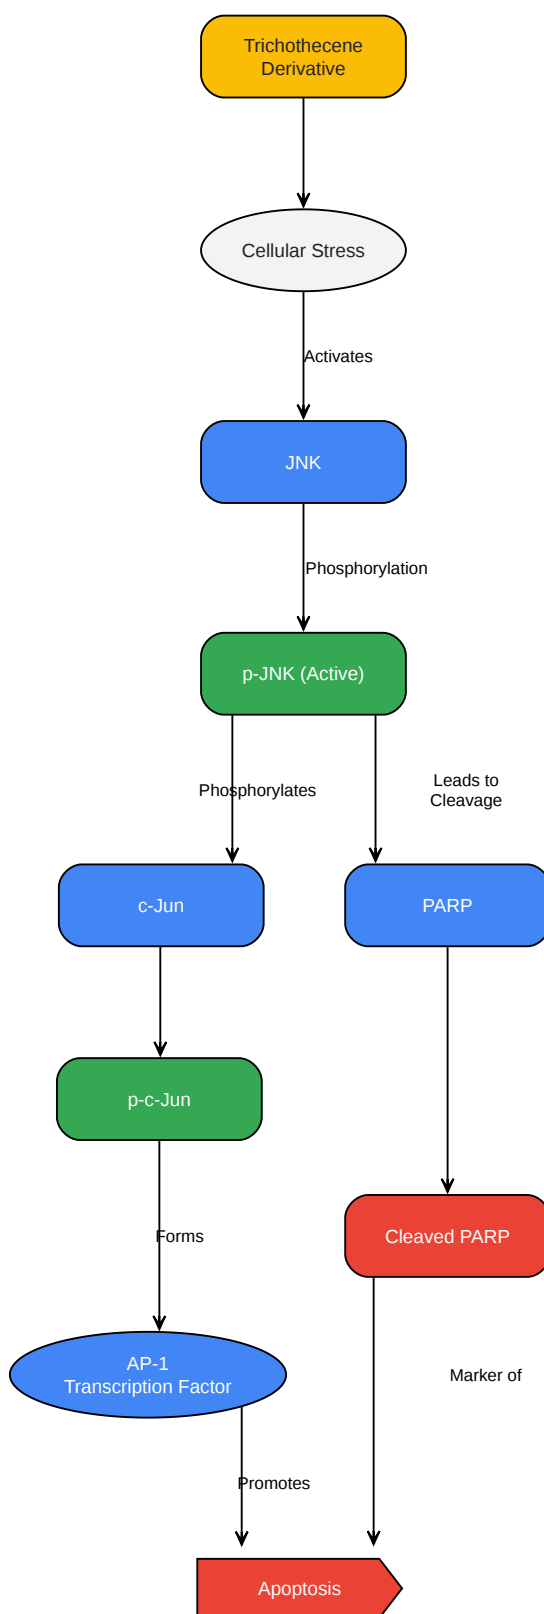 Trichothecene
Derivative
Cellular Stress
Activates
JNK
Phosphorylation
p-JNK (Active)
Phosphorylates
Leads to
Cleavage
c-Jun
PARP
p-c-Jun
Forms
Cleaved PARP
AP-1
Transcription Factor
Marker of
Promotes
Apoptosis